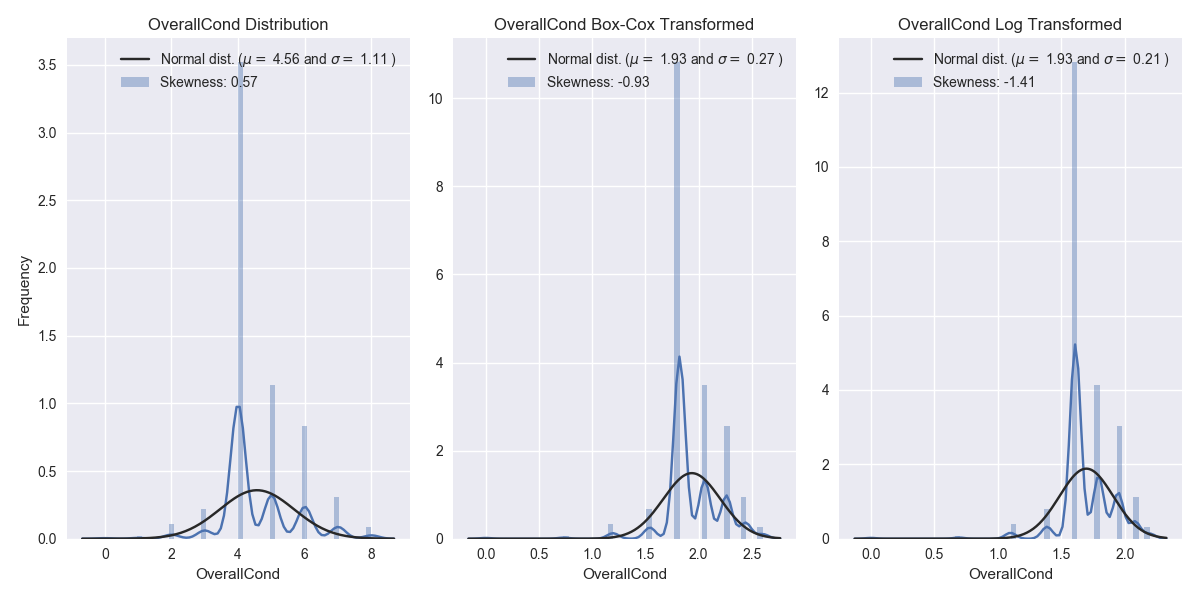 OverallCond Distribution
Normal dist. (μ = 4.56 and σ = 1.11 )
Skewness: 0.57
3.5
3.0
2.5
2.0
1.5
1.0
0.5
0.0
Frequency
0 2 4 6 8
OverallCond
OverallCond Box-Cox Transformed
Normal dist. (μ = 1.93 and σ = 0.27 )
Skewness: -0.93
10
8
6
4
2
0
0.0 0.5 1.0 1.5 2.0 2.5
OverallCond
OverallCond Log Transformed
Normal dist. (μ = 1.93 and σ = 0.21 )
Skewness: -1.41
12
10
8
6
4
2
0
0.0 0.5 1.0 1.5 2.0
OverallCond